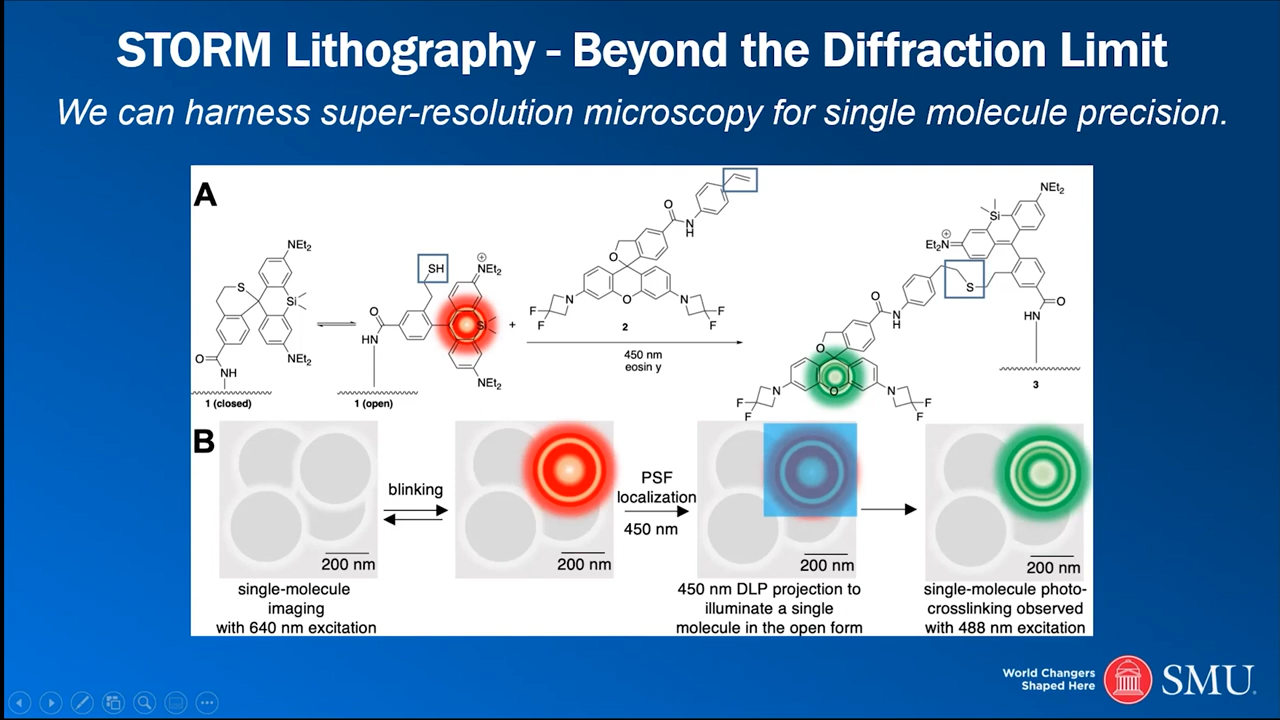 STORM Lithography - Beyond the Diffraction Limit
We can harness super-resolution microscopy for single molecule precision.
A
NEt₂
S
Si
NEt₂
O
NH
1 (closed)
SH
⊕
NEt₂
O
HN
Si
NEt₂
1 (open)
+
O
N
H
O
N
O
N
F
F
F
F
2
450 nm
eosin y
NEt₂
Si
⊕
Et₂N
S
O
N
H
O
HN
3
O
O
N
N
F
F
F
F
B
200 nm
single-molecule
imaging
with 640 nm excitation
blinking
200 nm
PSF
localization
450 nm
200 nm
450 nm DLP projection to
illuminate a single
molecule in the open form
200 nm
single-molecule photo-
crosslinking observed
with 488 nm excitation
World Changers
Shaped Here
SMU.